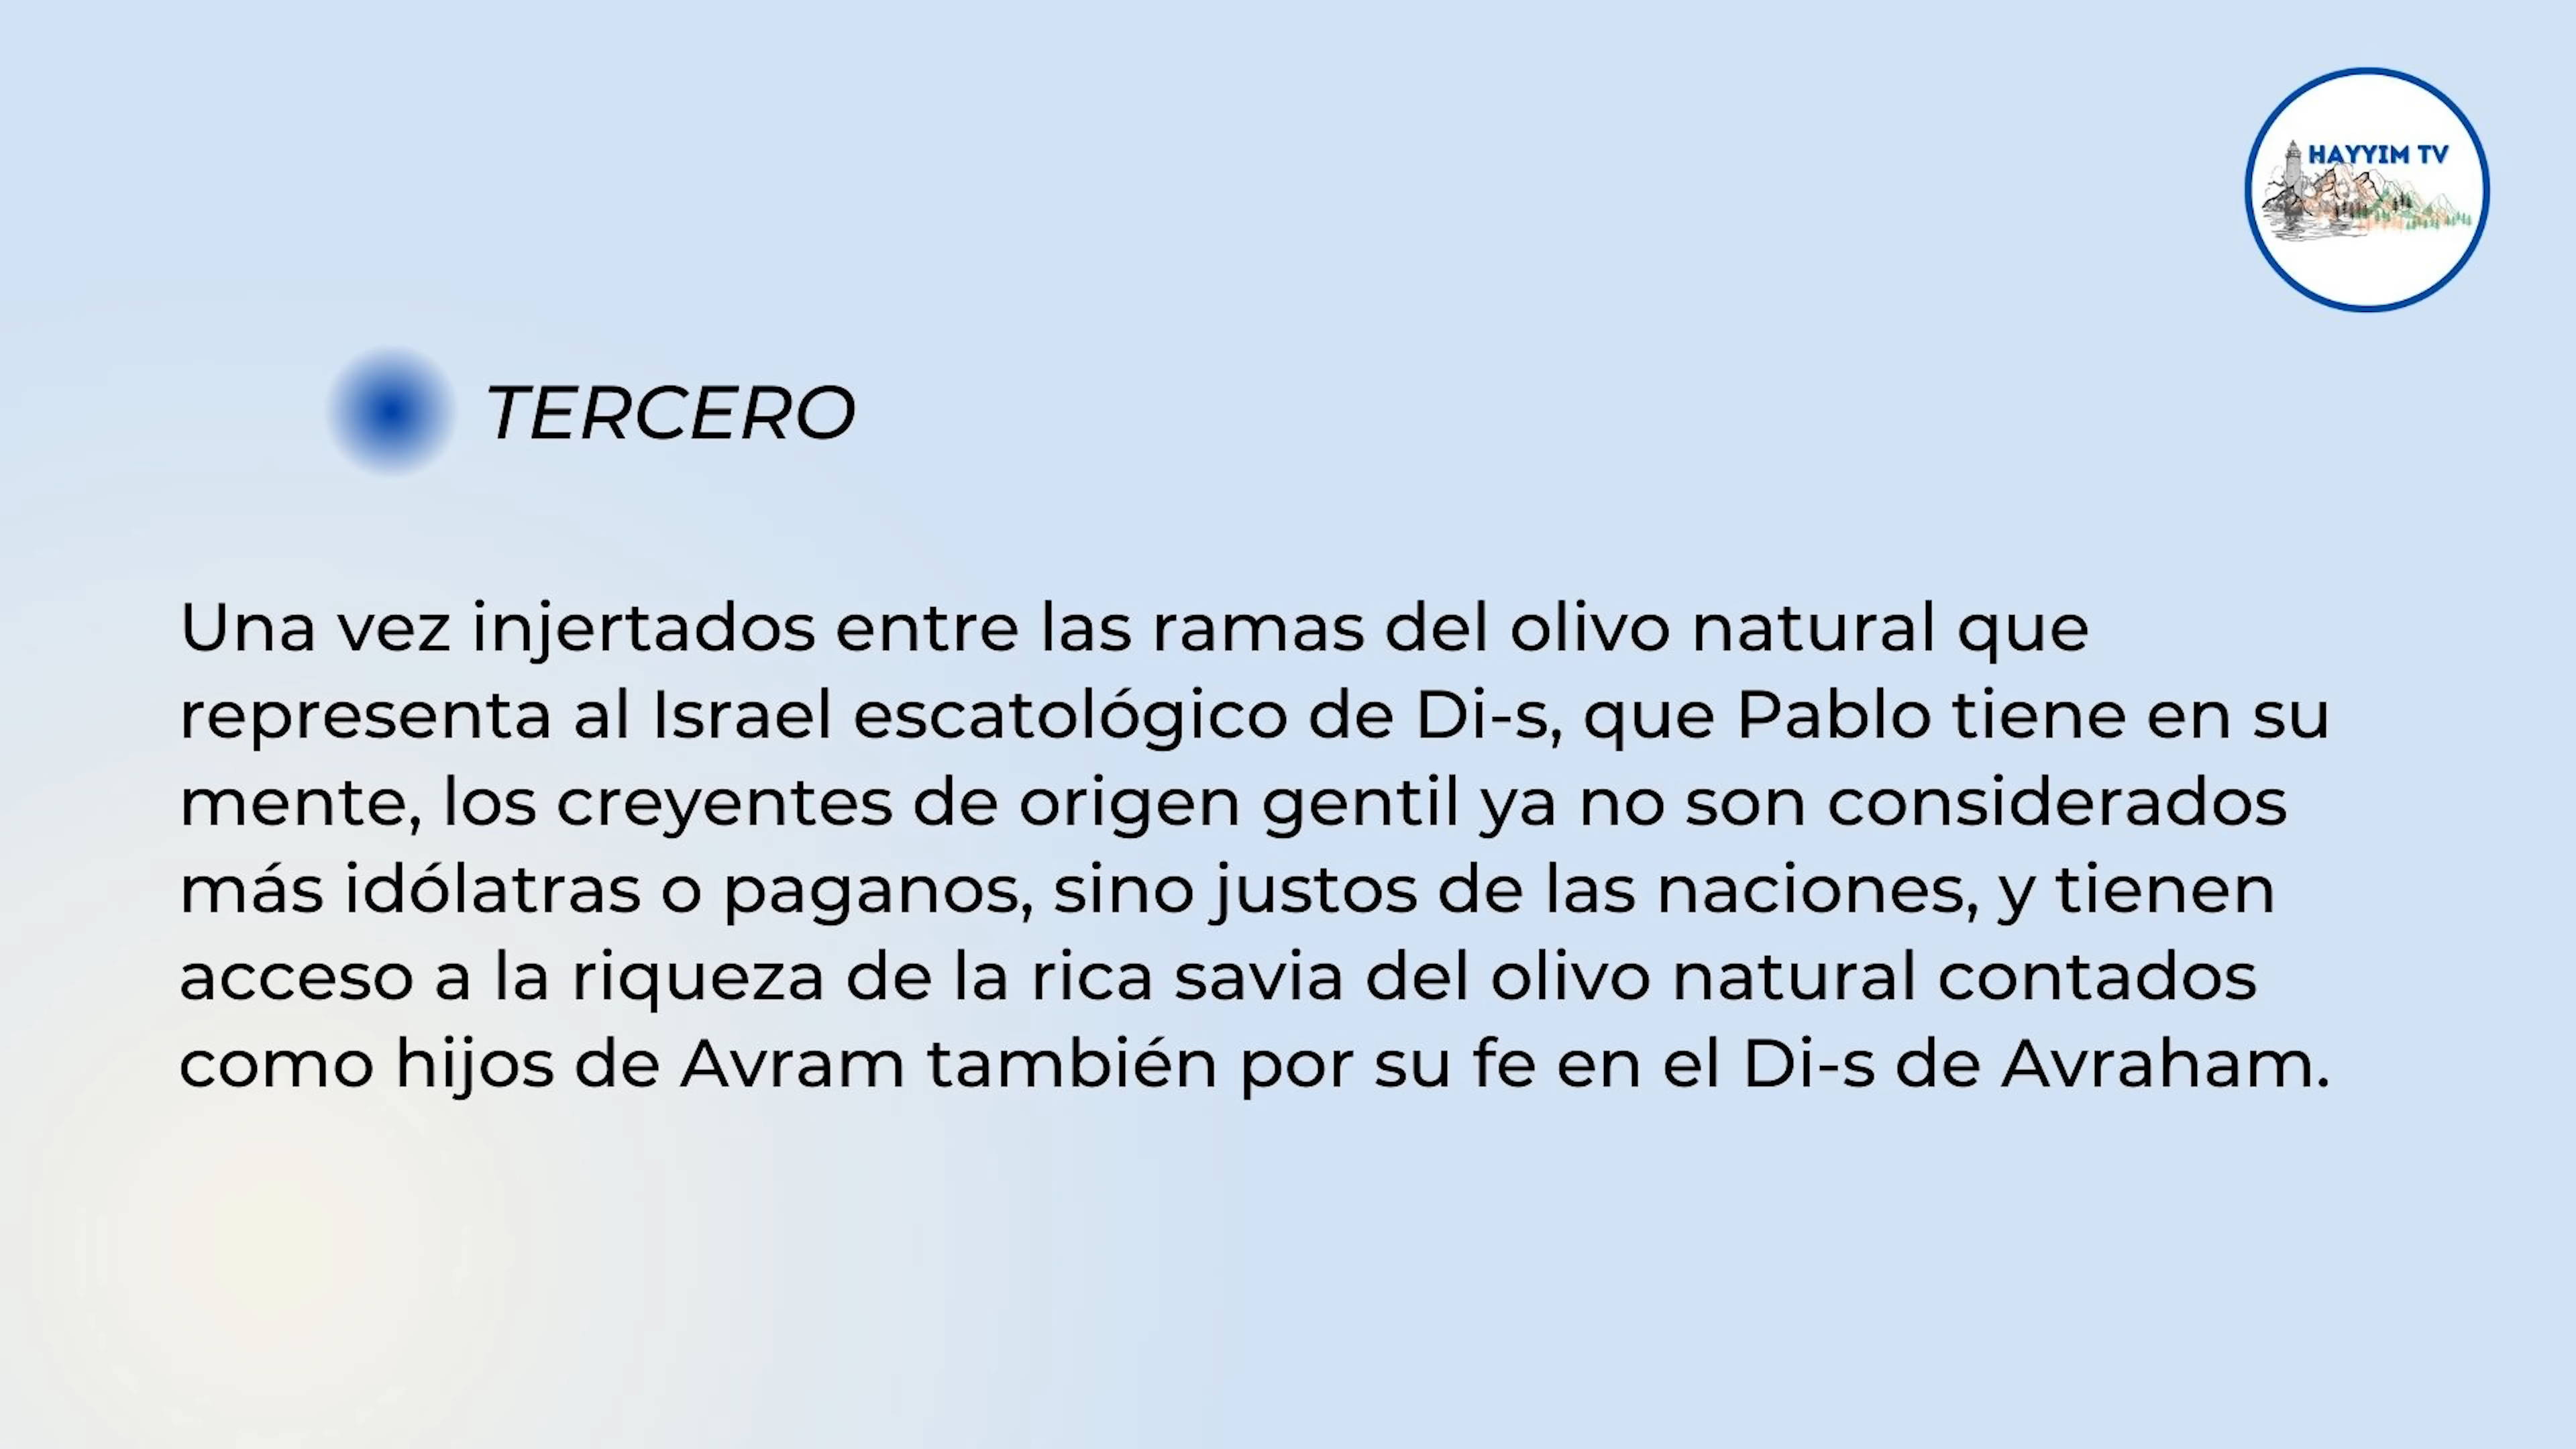 HAYYIM TV
TERCERO
Una vez injertados entre las ramas del olivo natural que
representa al Israel escatológico de Di-s, que Pablo tiene en su
mente, los creyentes de origen gentil ya no son considerados
más idólatras o paganos, sino justos de las naciones, y tienen
acceso a la riqueza de la rica savia del olivo natural contados
como hijos de Avram también por su fe en el Di-s de Avraham.